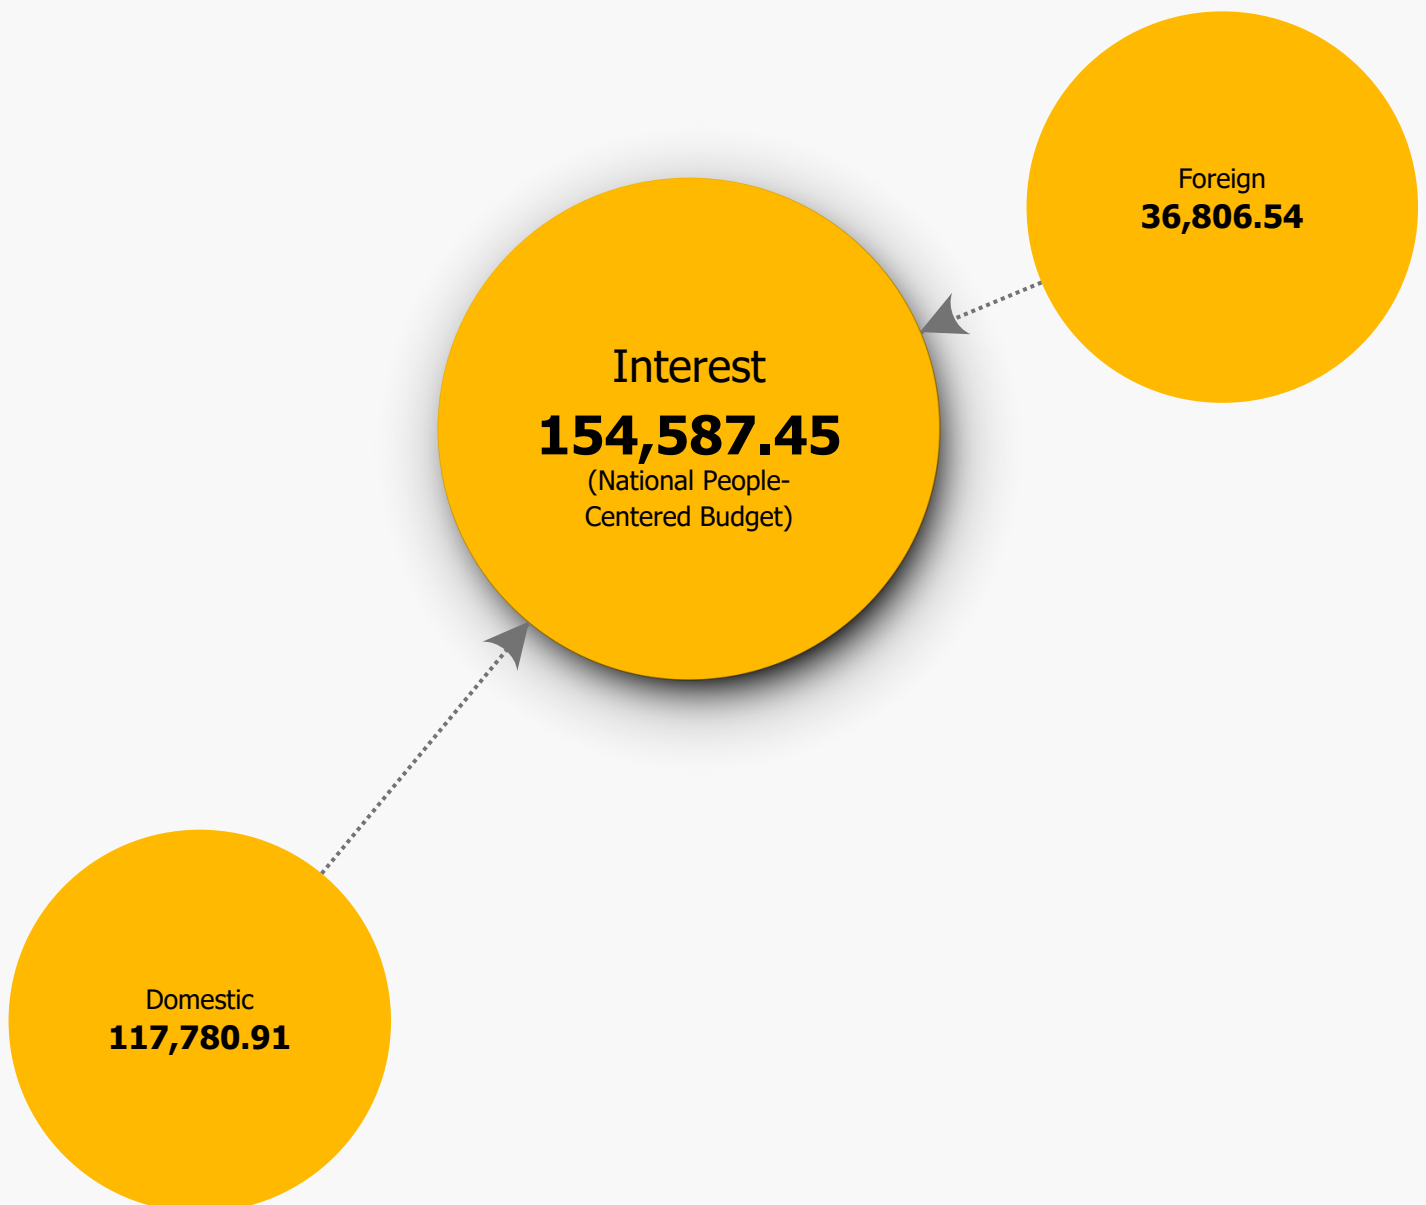 Foreign
36,806.54
Interest
154,587.45
(National People-
Centered Budget)
Domestic
117,780.91